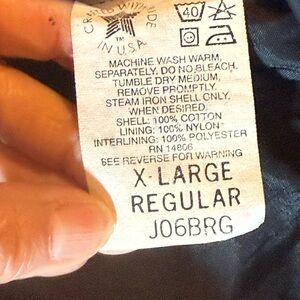 CRAFTED WITH PRIDE
IN U.S.A.
TM
40
MACHINE WASH WARM,
SEPARATELY. DO NO BLEACH.
TUMBLE DRY MEDIUM,
REMOVE PROMPTLY.
STEAM IRON SHELL ONLY,
WHEN DESIRED.
SHELL: 100% COTTON
LINING: 100% NYLON
INTERLINING: 100% POLYESTER
RN 14806
SEE REVERSE FOR WARNING
X-LARGE
REGULAR
J06BRG